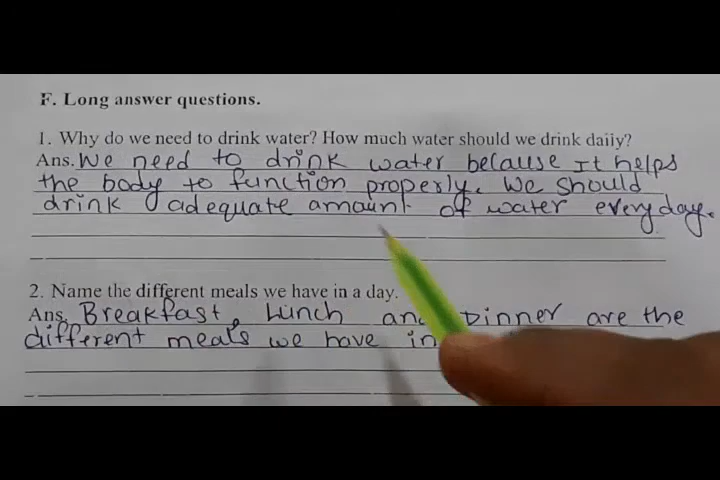 F. Long answer questions.
1. Why do we need to drink water? How much water should we drink daily?
Ans. We need to drink water because It helps
the body to function properly. We Should
drink adequate amount of water everyday.
2. Name the different meals we have in a day.
Ans. Breakfast, Lunch and Dinner are the
different meals we have in